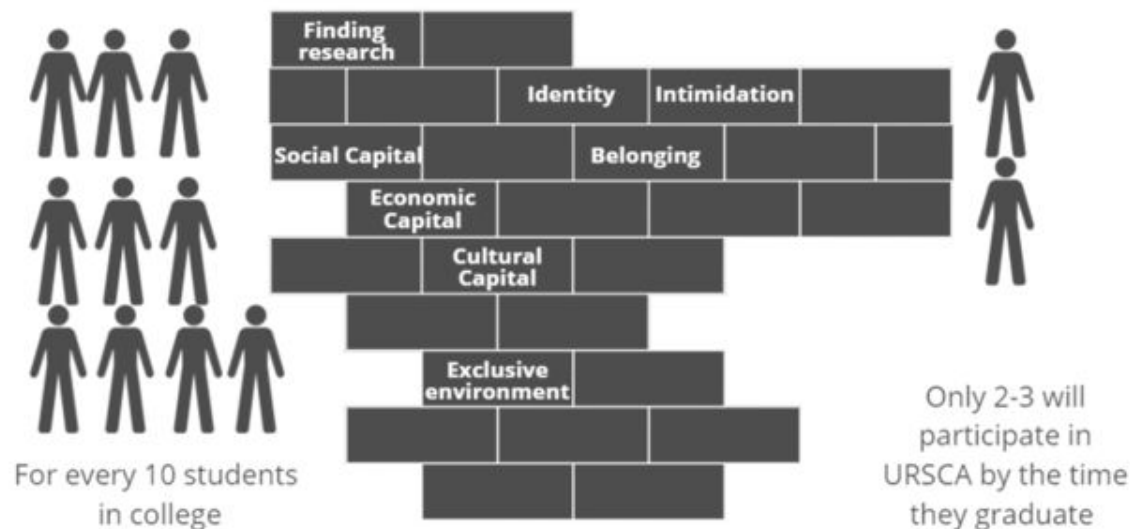 Finding
research
Identity
Intimidation
Social Capital
Belonging
Economic
Capital
Cultural
Capital
Exclusive
environment
For every 10 students
in college
Only 2-3 will
participate in
URSCA by the time
they graduate